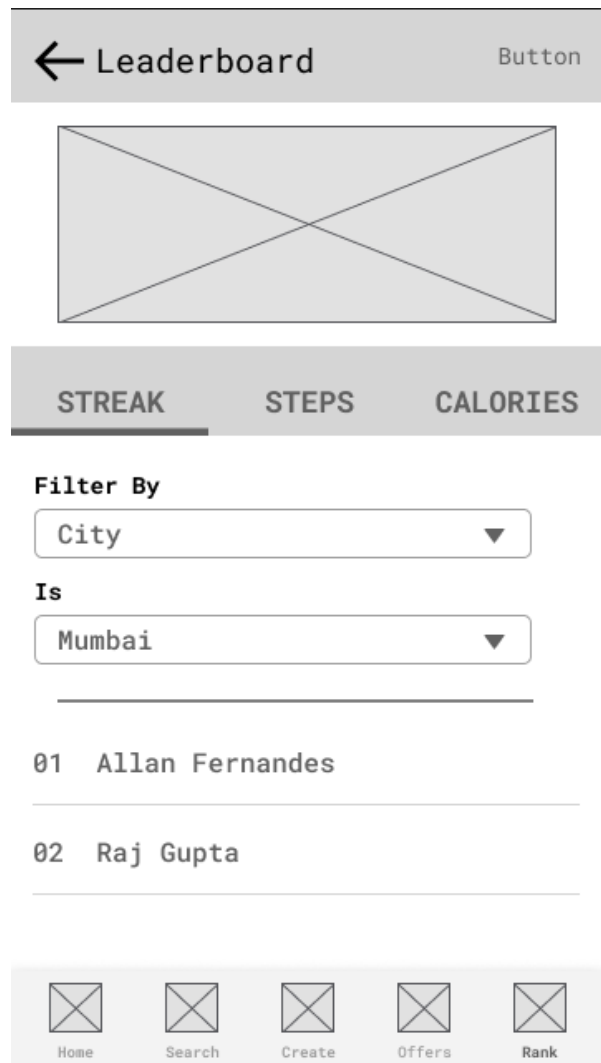 Leaderboard Button
STREAK STEPS CALORIES
Filter By
City
Is
Mumbai
01 Allan Fernandes
02 Raj Gupta
Home Search Create Offers Rank